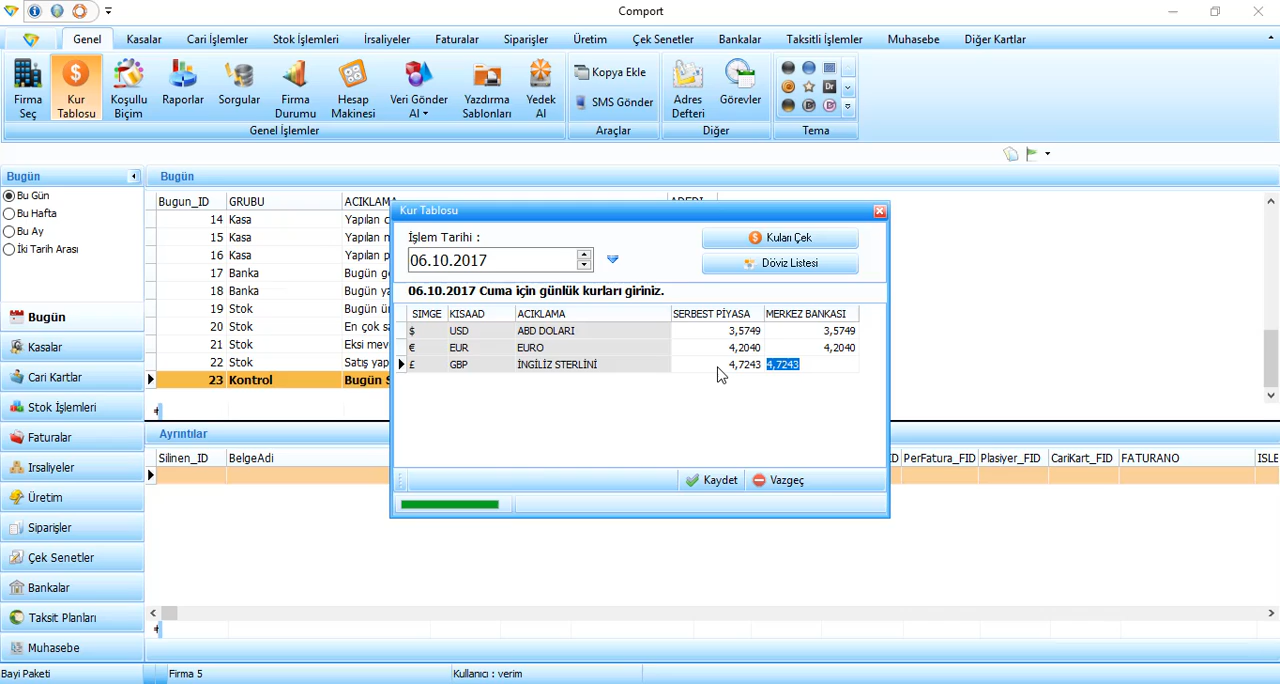 Comport
Genel Kasalar Cari İşlemler Stok İşlemleri İrsaliyeler Faturalar Siparişler Üretim Çek Senetler Bankalar Taksitli İşlemler Muhasebe Diğer Kartlar
Firma Seç
Kur Tablosu
Koşullu Biçim
Raporlar
Sorgular
Firma Durumu
Hesap Makinesi
Veri Gönder Al
Yazdırma Sablonları
Yedek Al
Kopya Ekle
SMS Gönder
Adres Defteri
Görevler
Dr
Genel İşlemler
Araçlar
Diğer
Tema
Bugün
Bu Gün
Bu Hafta
Bu Ay
İki Tarih Arası
Bugün
Kasalar
Cari Kartlar
Stok İşlemleri
Faturalar
Irsaliyeler
Üretim
Siparişler
Çek Senetler
Bankalar
Taksit Planları
Muhasebe
Bugün
Bugun_ID GRUBU
14 Kasa Yapılan
15 Kasa Yapılan
16 Kasa Yapılan
17 Banka Bugün
18 Banka Bugün
19 Stok Bugün
20 Stok En çok
21 Stok Eksi
22 Stok Satış
23 Kontrol Bugün
Kur Tablosu
İşlem Tarihi :
06.10.2017
Kuları Çek
Döviz Listesi
06.10.2017 Cuma için günlük kurları giriniz.
SIMGE KISAAD ACIKLAMA SERBEST PİYASA MERKEZ BANKASI
$ USD ABD DOLARI 3,5749 3,5749
€ EUR EURO 4,2040 4,2040
£ GBP İNGİLİZ STERLİNİ 4,7243 4,7243
Kaydet Vazgeç
Ayrıntılar
Silinen_ID BelgeAdi PerFatura_FID Plasiyer_FID CariKart_FID FATURANO ISLE
Bayi Paketi Firma 5 Kullanıcı : verim